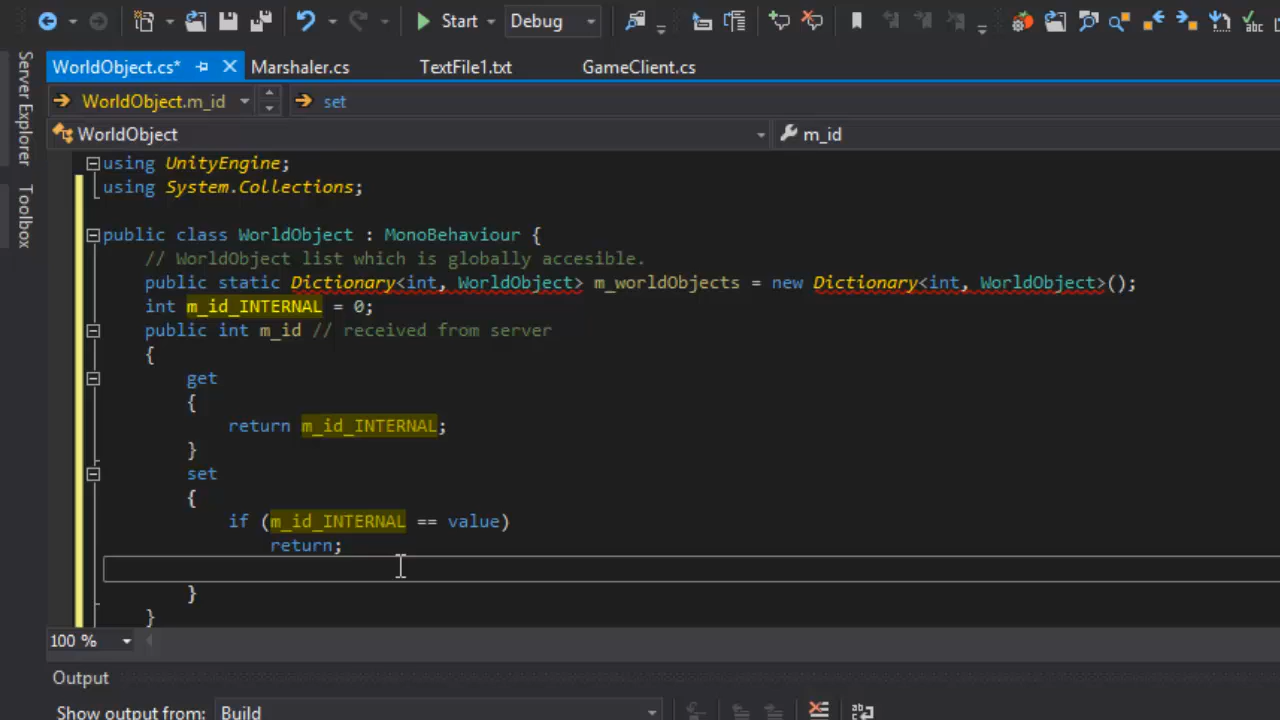 Start Debug
WorldObject.cs* Marshaler.cs TextFile1.txt GameClient.cs
WorldObject.m_id set
WorldObject m_id
Server Explorer
Toolbox
using UnityEngine;
using System.Collections;
public class WorldObject : MonoBehaviour {
// WorldObject list which is globally accesible.
public static Dictionary<int, WorldObject> m_worldObjects = new Dictionary<int, WorldObject>();
int m_id_INTERNAL = 0;
public int m_id // received from server
{
get
{
return m_id_INTERNAL;
}
set
{
if (m_id_INTERNAL == value)
return;
}
}
100 %
Output
Show output from: Build